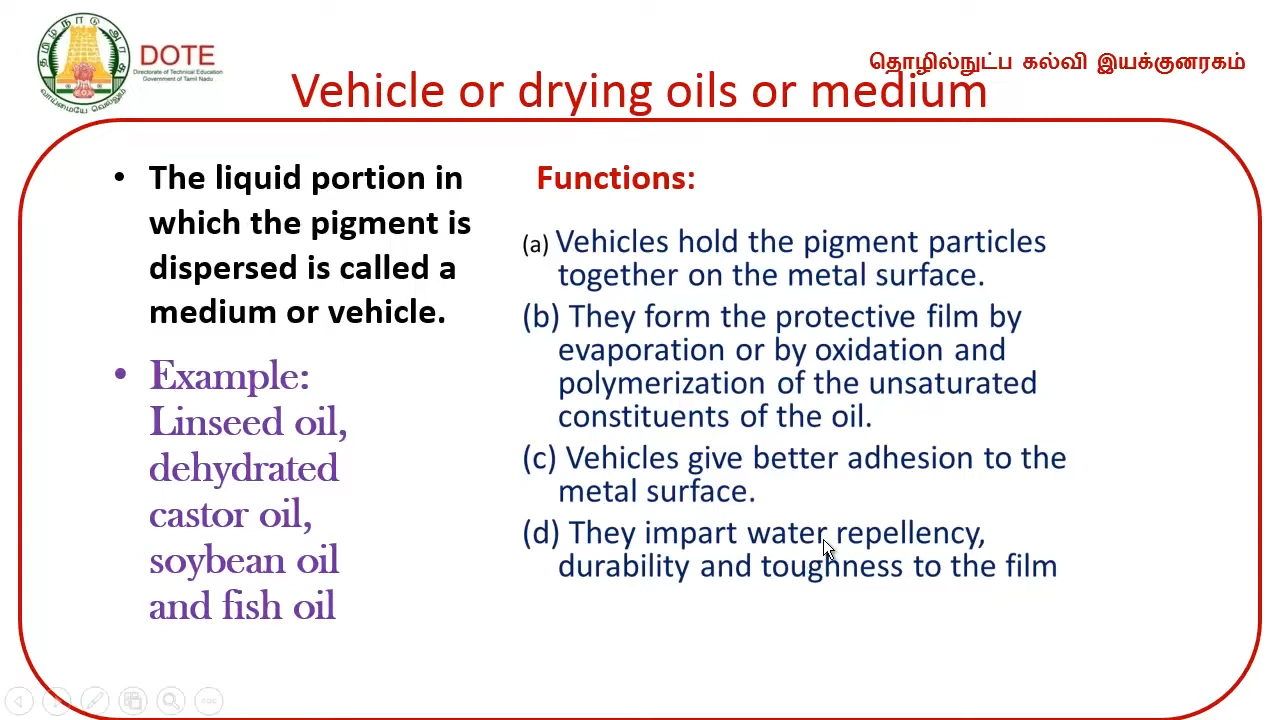 DOTE
Directorate of Technical Education
Government of Tamil Nadu
தொழில்நுட்ப கல்வி இயக்குனரகம்
Vehicle or drying oils or medium
• The liquid portion in
which the pigment is
dispersed is called a
medium or vehicle.
• Example:
Linseed oil,
dehydrated
castor oil,
soybean oil
and fish oil
Functions:
(a) Vehicles hold the pigment particles
together on the metal surface.
(b) They form the protective film by
evaporation or by oxidation and
polymerization of the unsaturated
constituents of the oil.
(c) Vehicles give better adhesion to the
metal surface.
(d) They impart water repellency,
durability and toughness to the film